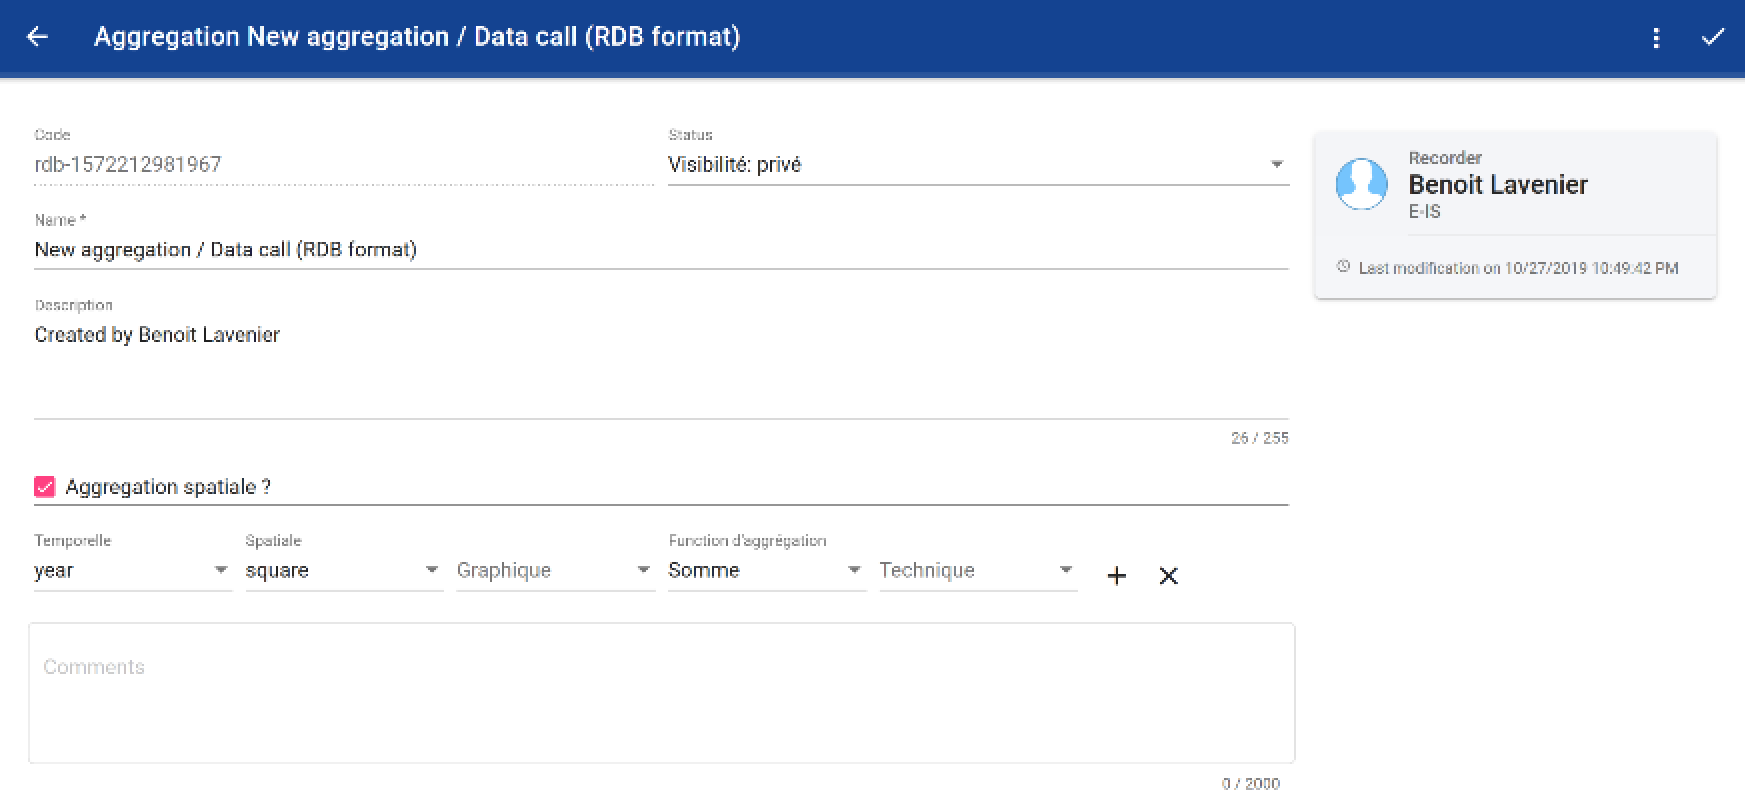 Aggregation New aggregation / Data call (RDB format)
Code
rdb-1572212981967
Status
Visibilité: privé
Name *
New aggregation / Data call (RDB format)
Description
Created by Benoit Lavenier
26 / 255
Aggregation spatiale ?
Temporelle
year
Spatiale
square
Graphique
Function d'aggrégation
Somme
Technique
Comments
0 / 2000
Recorder
Benoit Lavenier
E-IS
Last modification on 10/27/2019 10:49:42 PM